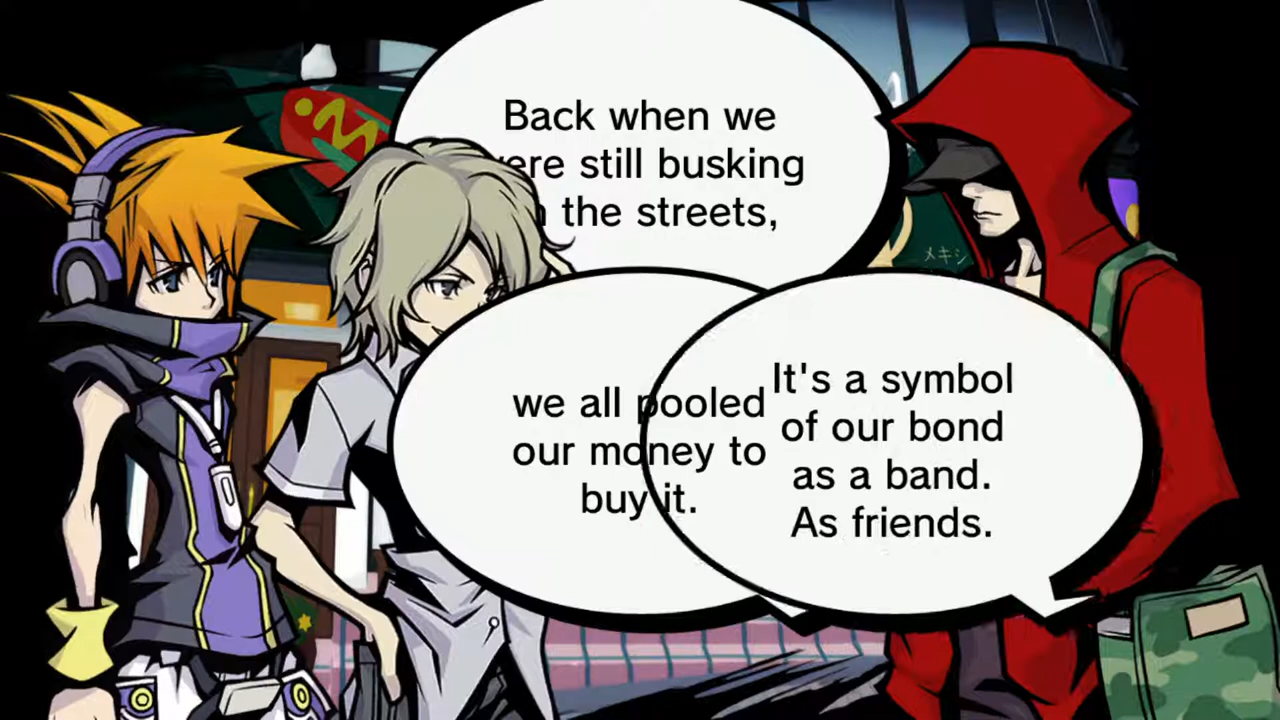 Back when we
ere still busking
the streets,
we all pooled
our money to
buy it.
It's a symbol
of our bond
as a band.
As friends.
メキシ